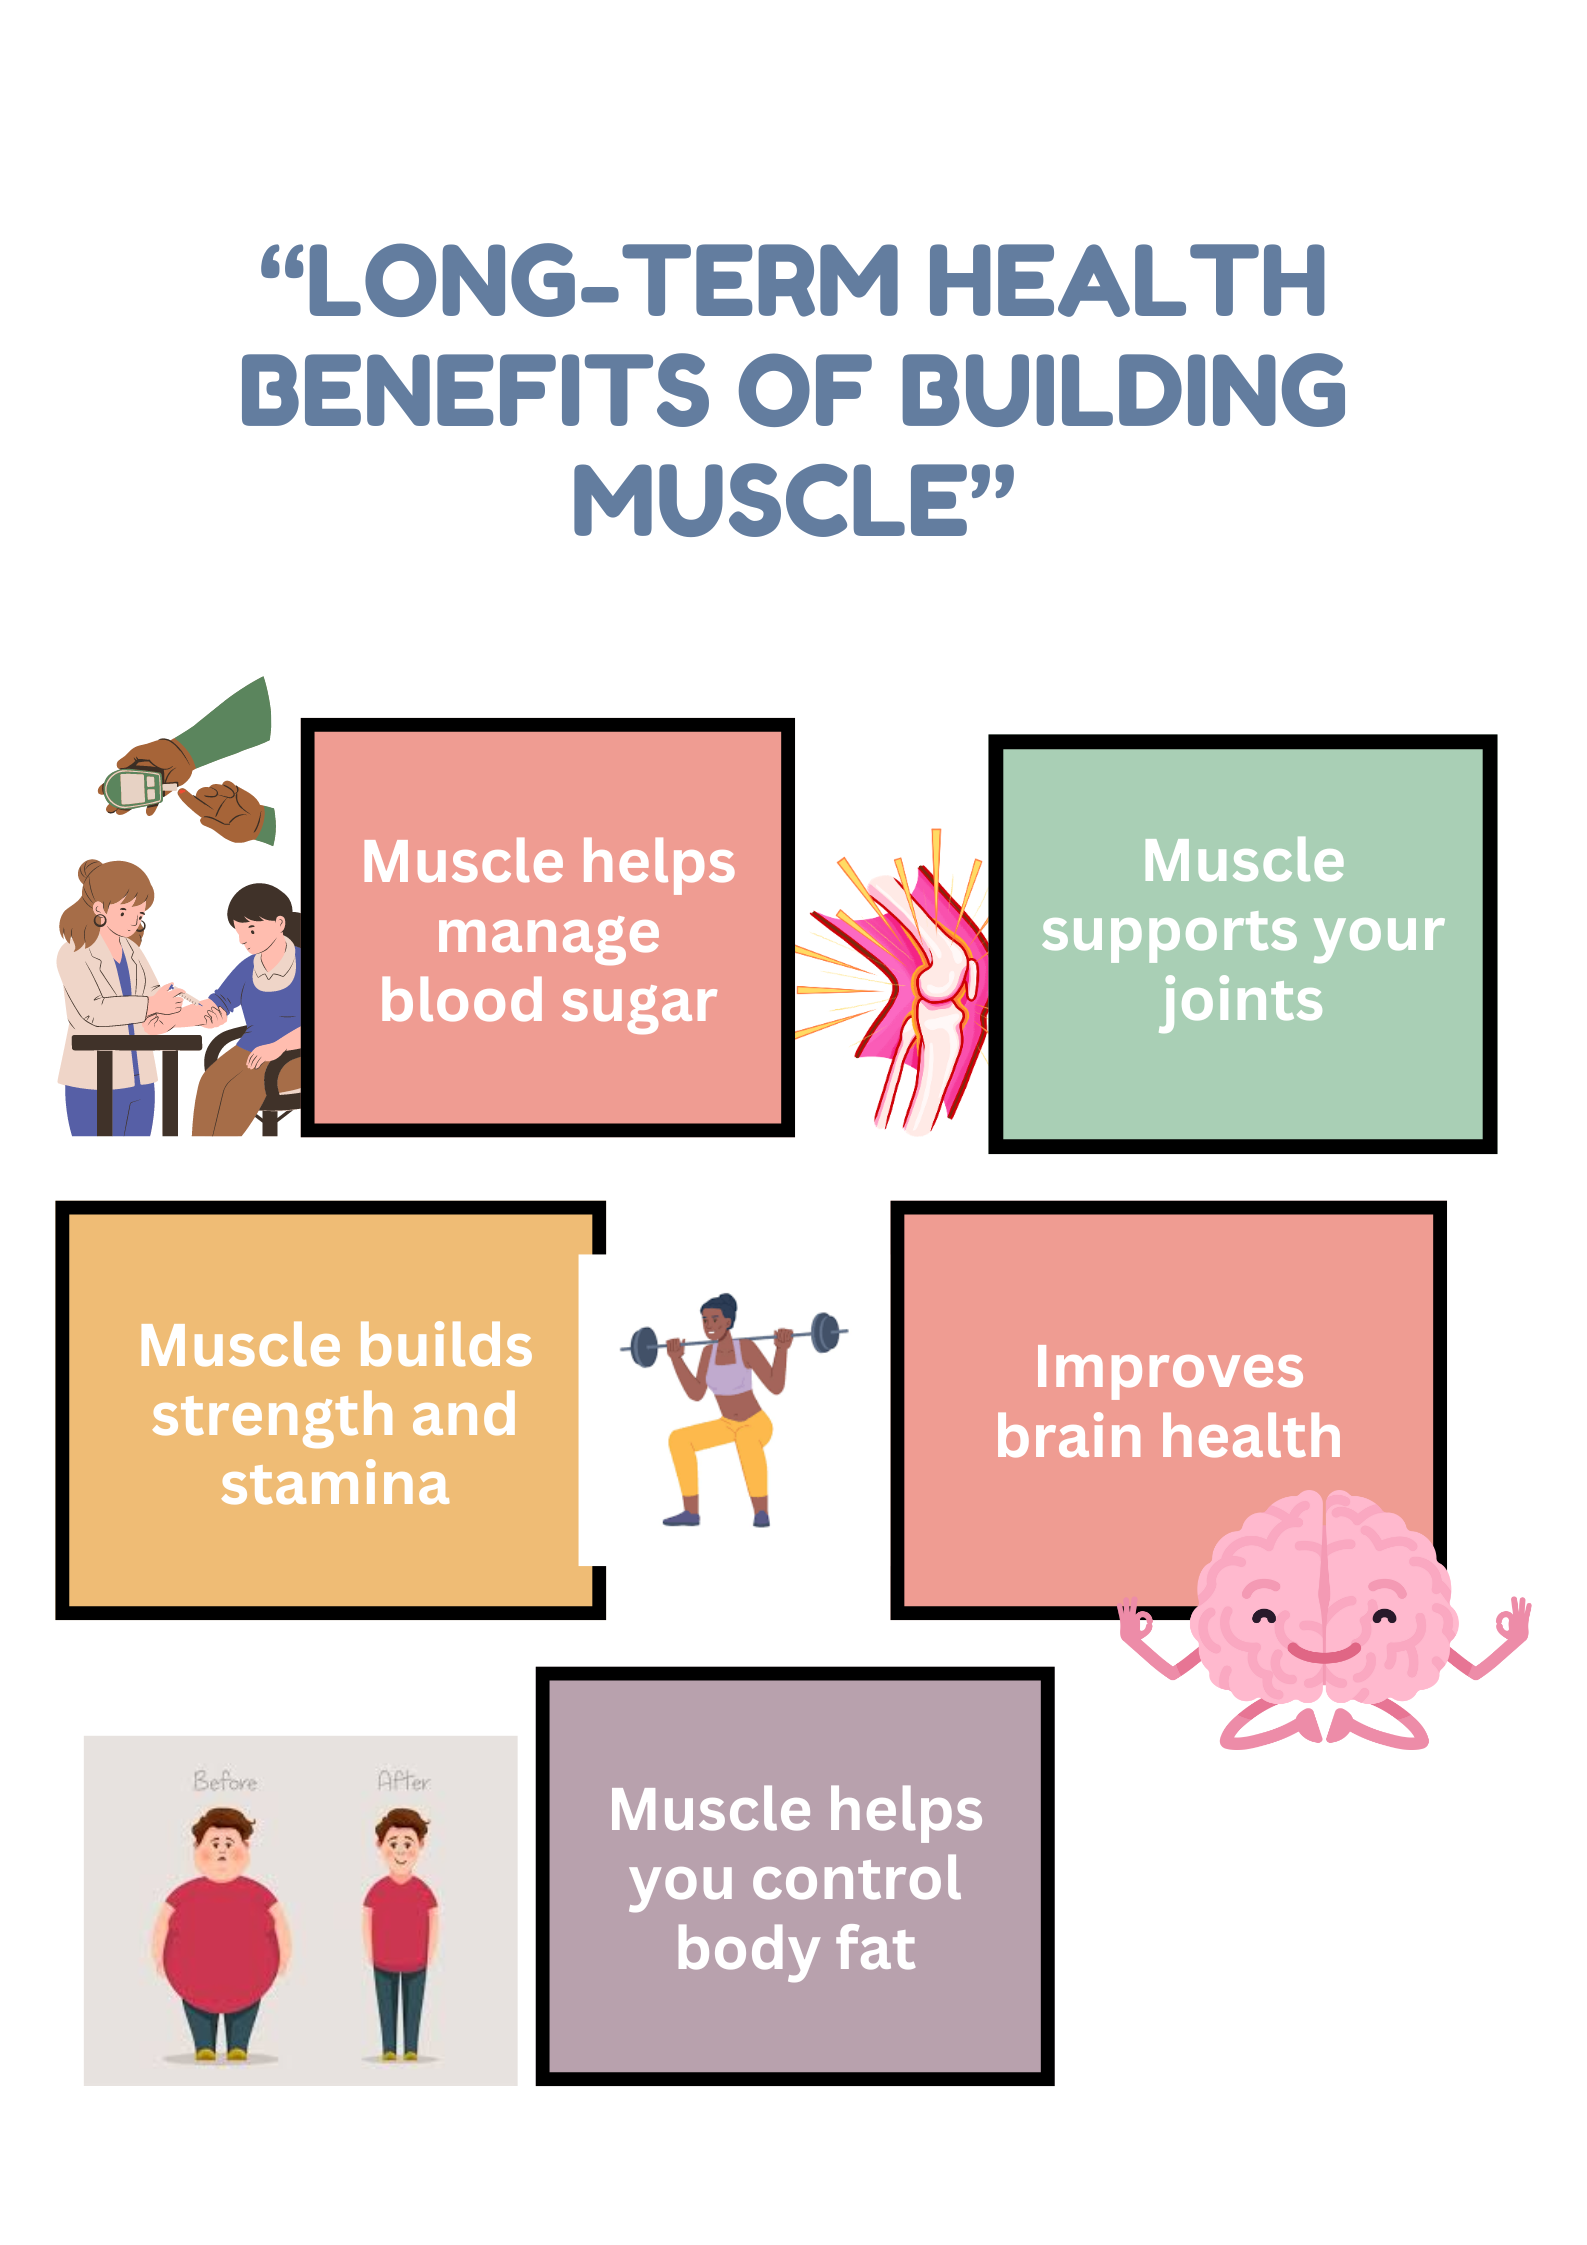 “LONG-TERM HEALTH
BENEFITS OF BUILDING
MUSCLE”
Muscle helps
manage
blood sugar
Muscle
supports your
joints
Muscle builds
strength and
stamina
Improves
brain health
Before
After
Muscle helps
you control
body fat